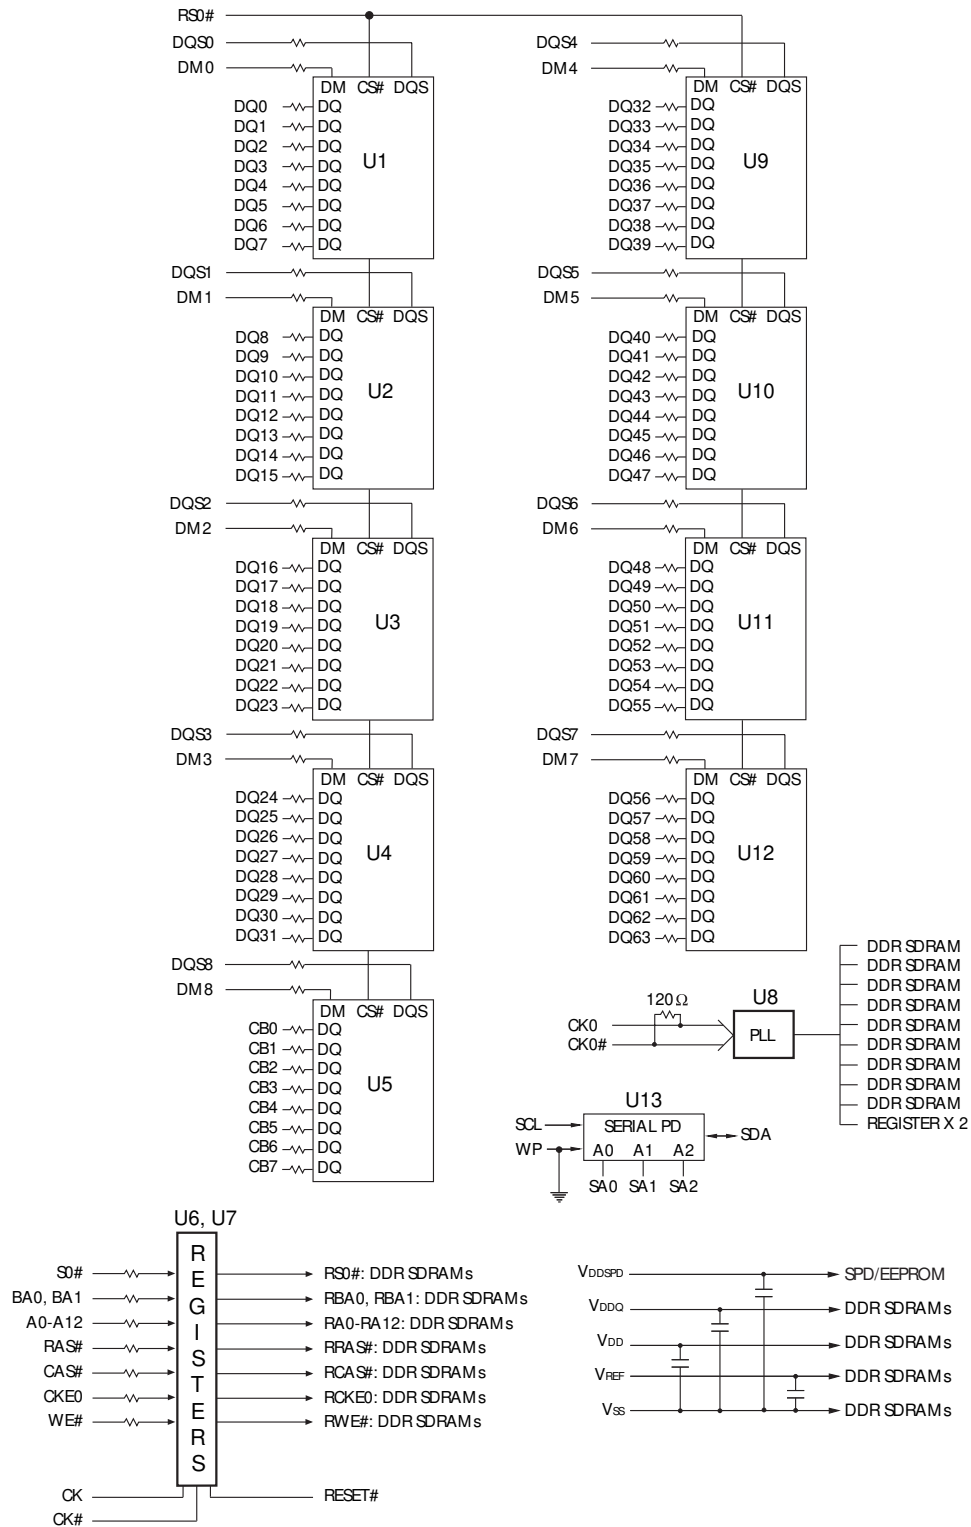 RS0#
DQS0
DM0
DM CS# DQS
DQ0 DQ
DQ1 DQ
DQ2 DQ
DQ3 DQ
DQ4 DQ
DQ5 DQ
DQ6 DQ
DQ7 DQ
U1
DQS1
DM1
DM CS# DQS
DQ8 DQ
DQ9 DQ
DQ10 DQ
DQ11 DQ
DQ12 DQ
DQ13 DQ
DQ14 DQ
DQ15 DQ
U2
DQS2
DM2
DM CS# DQS
DQ16 DQ
DQ17 DQ
DQ18 DQ
DQ19 DQ
DQ20 DQ
DQ21 DQ
DQ22 DQ
DQ23 DQ
U3
DQS3
DM3
DM CS# DQS
DQ24 DQ
DQ25 DQ
DQ26 DQ
DQ27 DQ
DQ28 DQ
DQ29 DQ
DQ30 DQ
DQ31 DQ
U4
DQS8
DM8
DM CS# DQS
CB0 DQ
CB1 DQ
CB2 DQ
CB3 DQ
CB4 DQ
CB5 DQ
CB6 DQ
CB7 DQ
U5
DQS4
DM4
DM CS# DQS
DQ32 DQ
DQ33 DQ
DQ34 DQ
DQ35 DQ
DQ36 DQ
DQ37 DQ
DQ38 DQ
DQ39 DQ
U9
DQS5
DM5
DM CS# DQS
DQ40 DQ
DQ41 DQ
DQ42 DQ
DQ43 DQ
DQ44 DQ
DQ45 DQ
DQ46 DQ
DQ47 DQ
U10
DQS6
DM6
DM CS# DQS
DQ48 DQ
DQ49 DQ
DQ50 DQ
DQ51 DQ
DQ52 DQ
DQ53 DQ
DQ54 DQ
DQ55 DQ
U11
DQS7
DM7
DM CS# DQS
DQ56 DQ
DQ57 DQ
DQ58 DQ
DQ59 DQ
DQ60 DQ
DQ61 DQ
DQ62 DQ
DQ63 DQ
U12
120 Ω
CK0
CK0#
U8
PLL
DDR SDRAM
DDR SDRAM
DDR SDRAM
DDR SDRAM
DDR SDRAM
DDR SDRAM
DDR SDRAM
DDR SDRAM
DDR SDRAM
REGISTER X 2
U13
SCL
WP
SERIAL PD
A0 A1 A2
SDA
SA0 SA1 SA2
U6, U7
REGISTERS
S0#
BA0, BA1
A0-A12
RAS#
CAS#
CKE0
WE#
CK
CK#
RS0#: DDR SDRAMs
RBA0, RBA1: DDR SDRAMs
RA0-RA12: DDR SDRAMs
RRAS#: DDR SDRAMs
RCAS#: DDR SDRAMs
RCKE0: DDR SDRAMs
RWE#: DDR SDRAMs
RESET#
VDDSPD SPD/EEPROM
VDDQ DDR SDRAMs
VDD DDR SDRAMs
VREF DDR SDRAMs
VSS DDR SDRAMs